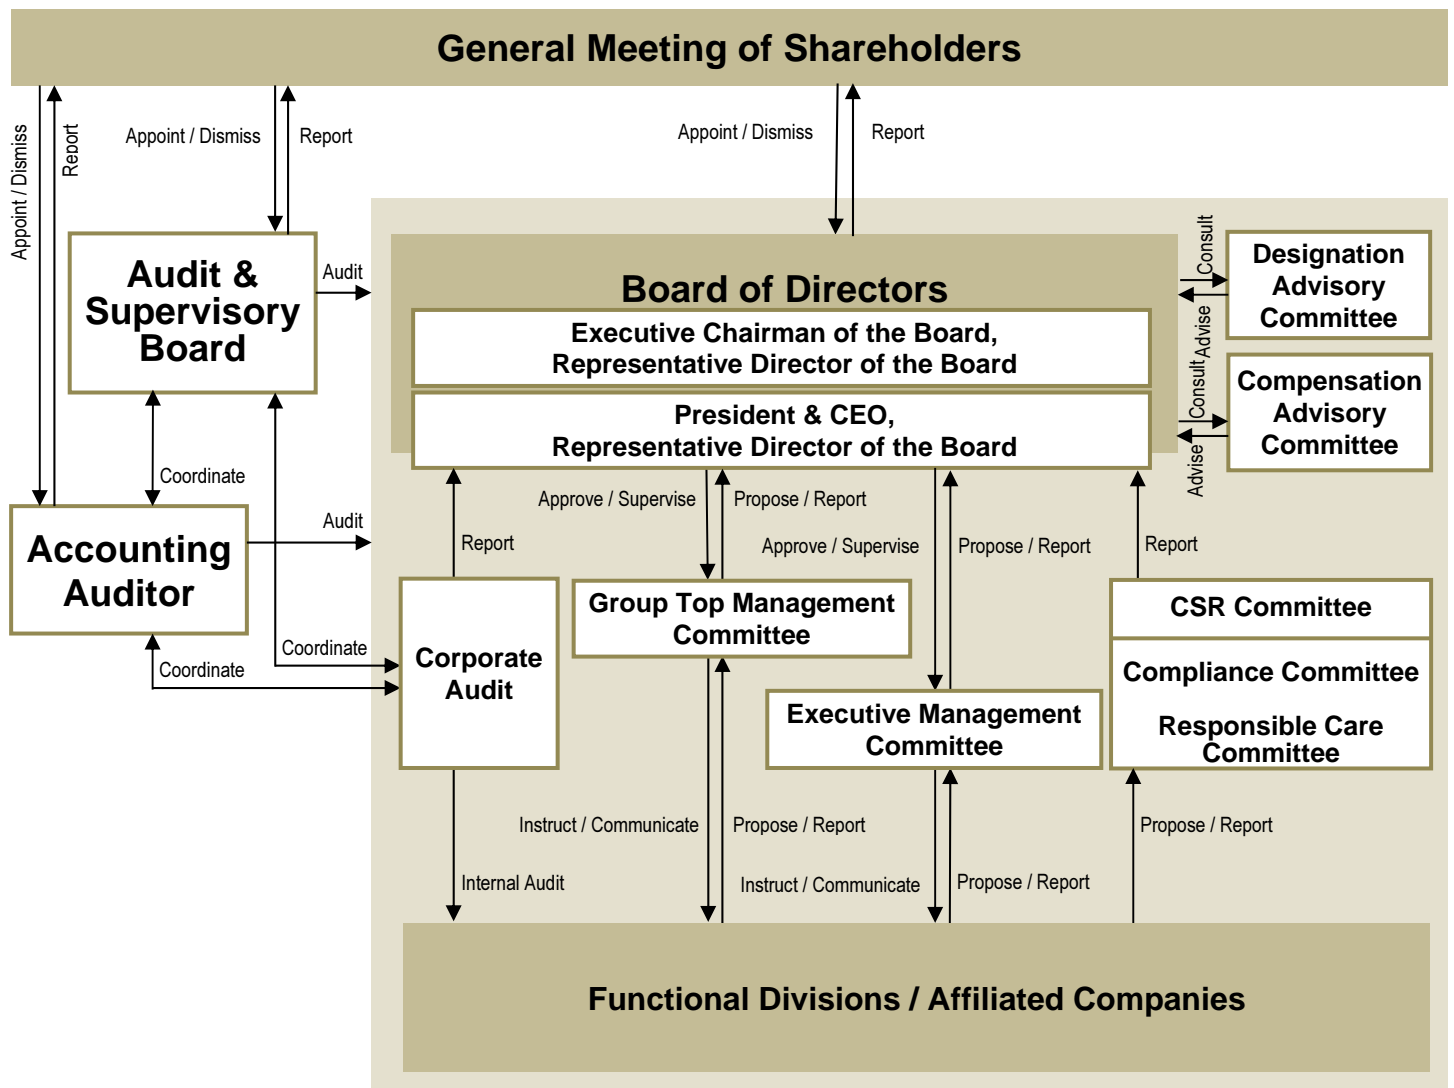 General Meeting of Shareholders
Appoint / Dismiss
Report
Appoint / Dismiss
Report
Appoint / Dismiss
Report
Audit &
Supervisory
Board
Audit
Board of Directors
Executive Chairman of the Board,
Representative Director of the Board
President & CEO,
Representative Director of the Board
Consult
Advise
Designation
Advisory
Committee
Consult
Advise
Compensation
Advisory
Committee
Coordinate
Accounting
Auditor
Audit
Coordinate
Coordinate
Report
Approve / Supervise
Propose / Report
Approve / Supervise
Propose / Report
Report
Corporate
Audit
Group Top Management
Committee
Executive Management
Committee
CSR Committee
Compliance Committee
Responsible Care
Committee
Internal Audit
Instruct / Communicate
Propose / Report
Instruct / Communicate
Propose / Report
Propose / Report
Functional Divisions / Affiliated Companies